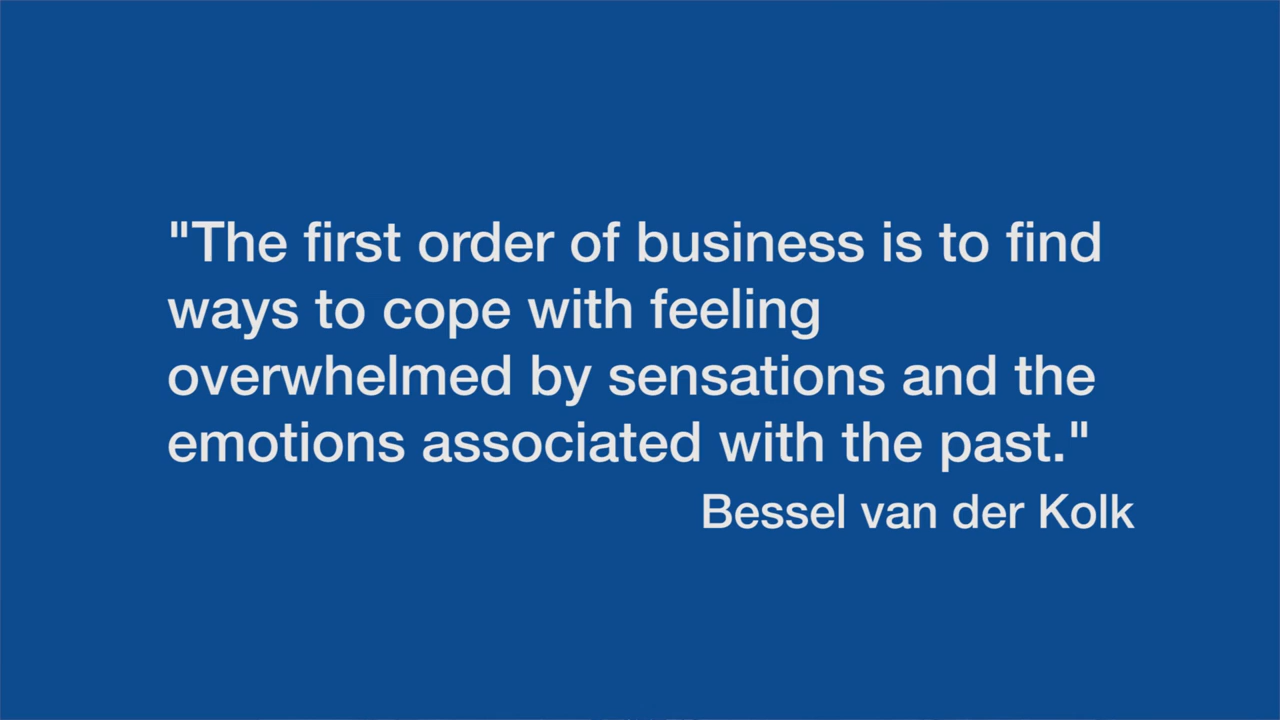 "The first order of business is to find
ways to cope with feeling
overwhelmed by sensations and the
emotions associated with the past."
Bessel van der Kolk